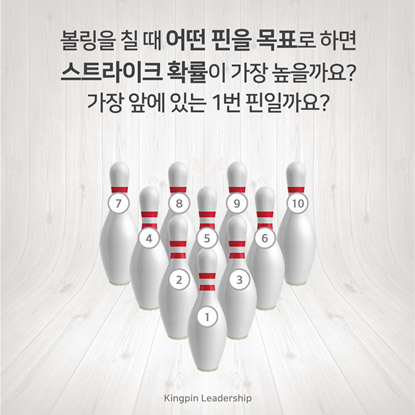 볼링을 칠 때 어떤 핀을 목표로 하면
스트라이크 확률이 가장 높을까요?
가장 앞에 있는 1번 핀일까요?
7 8 9 10
4 5 6
2 3
1
Kingpin Leadership